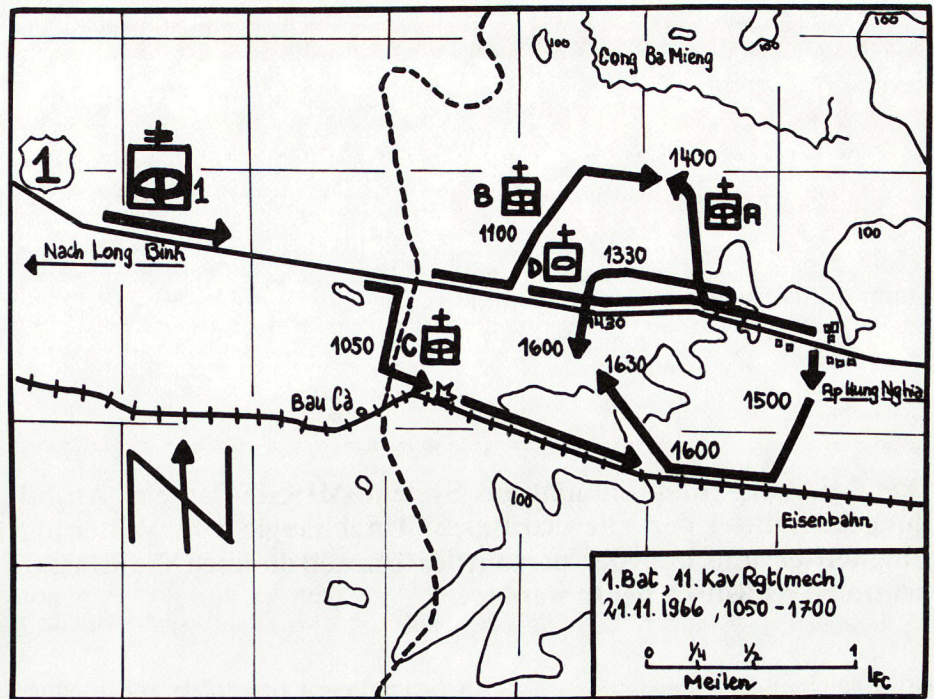 100
100
100
Cong Ba Mieng
1
1
Nach Long Binh
B
1400
A
1100
D
1330
100
1430
1050
C
1600
1630
Bau Cà
1500
Ap Hung Nghia
1600
N
100
Eisenbahn
1. Bat , 11. Kav Rgt (mech)
21.11.1966 , 1050 - 1700
0 1/4 1/2 1
Meilen
LFC